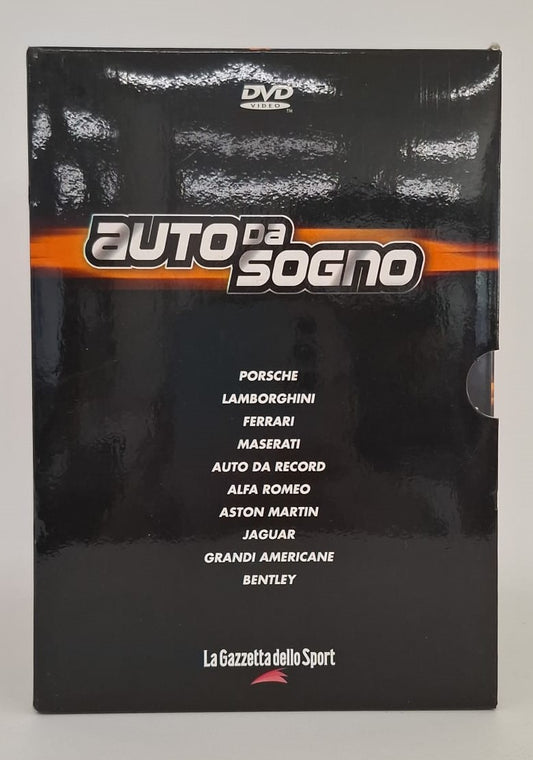 DVD
VIDEO
TM
AUTO DA
SOGNO
PORSCHE
LAMBORGHINI
FERRARI
MASERATI
AUTO DA RECORD
ALFA ROMEO
ASTON MARTIN
JAGUAR
GRANDI AMERICANE
BENTLEY
La Gazzetta dello Sport